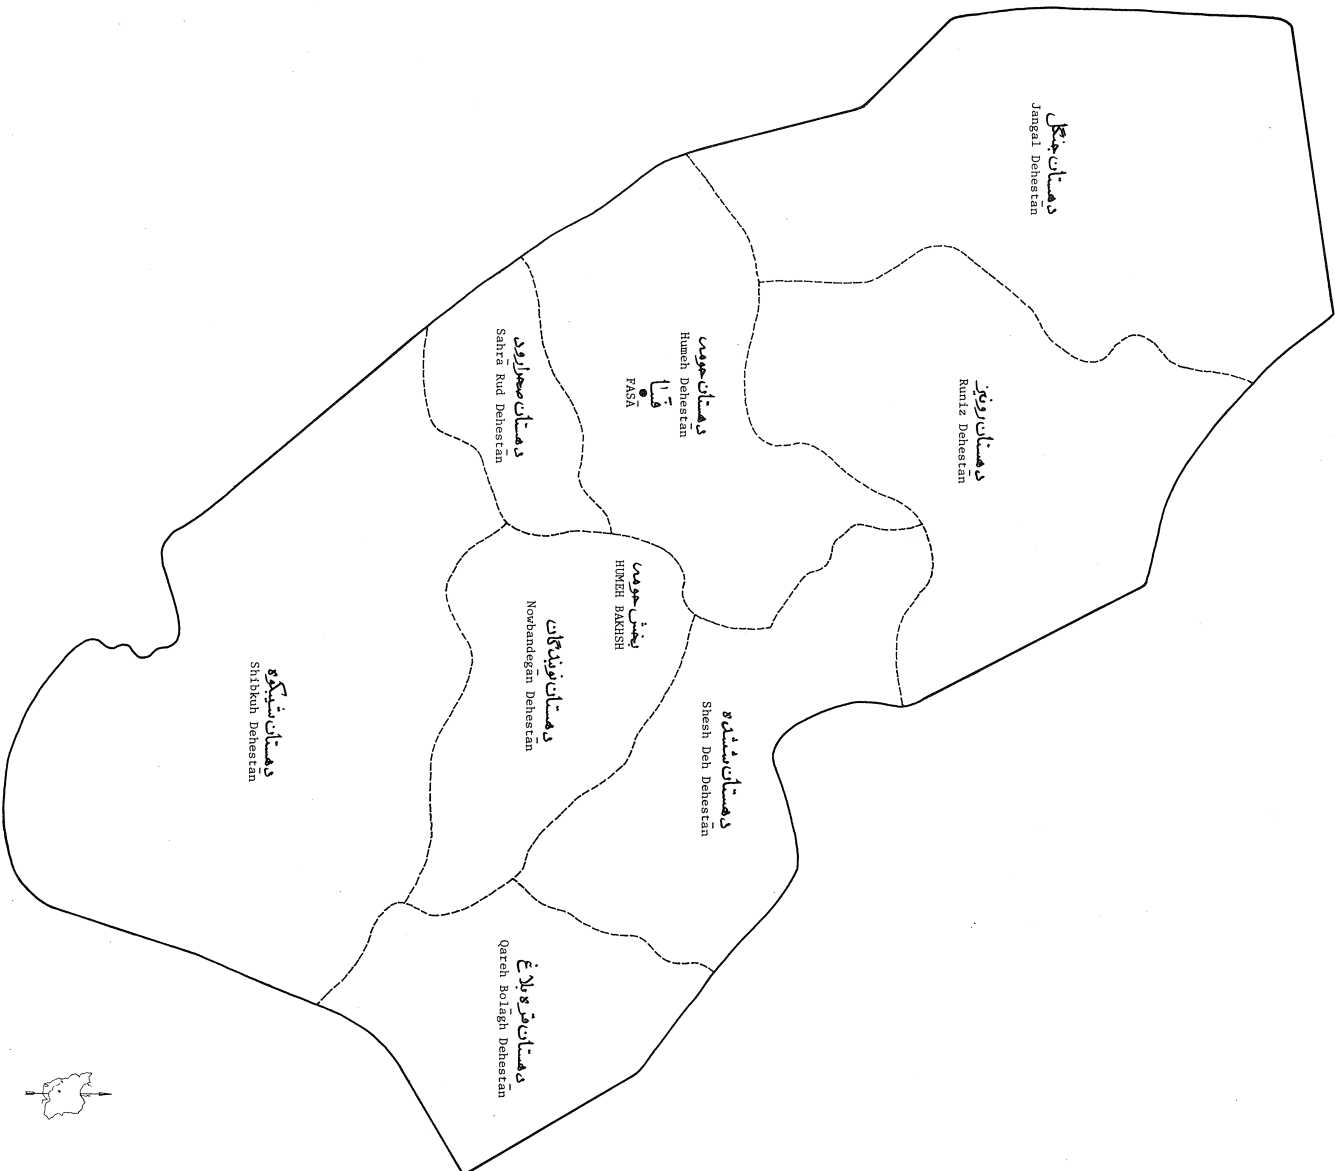 دهستان جنگل
Jangal Dehestān
دهستان رونیز
Runiz Dehestān
دهستان حومه
Humeh Dehestān
فسا
FASĀ
دهستان صحرارود
Sahrā Rud Dehestān
بخش حومه
HUMEH BAKHSH
دهستان نوبندگان
Nowbandegān Dehestān
دهستان ششده
Shesh Deh Dehestān
دهستان شیبکوه
Shibkuh Dehestān
دهستان قره بلاغ
Qareh Bolāgh Dehestān